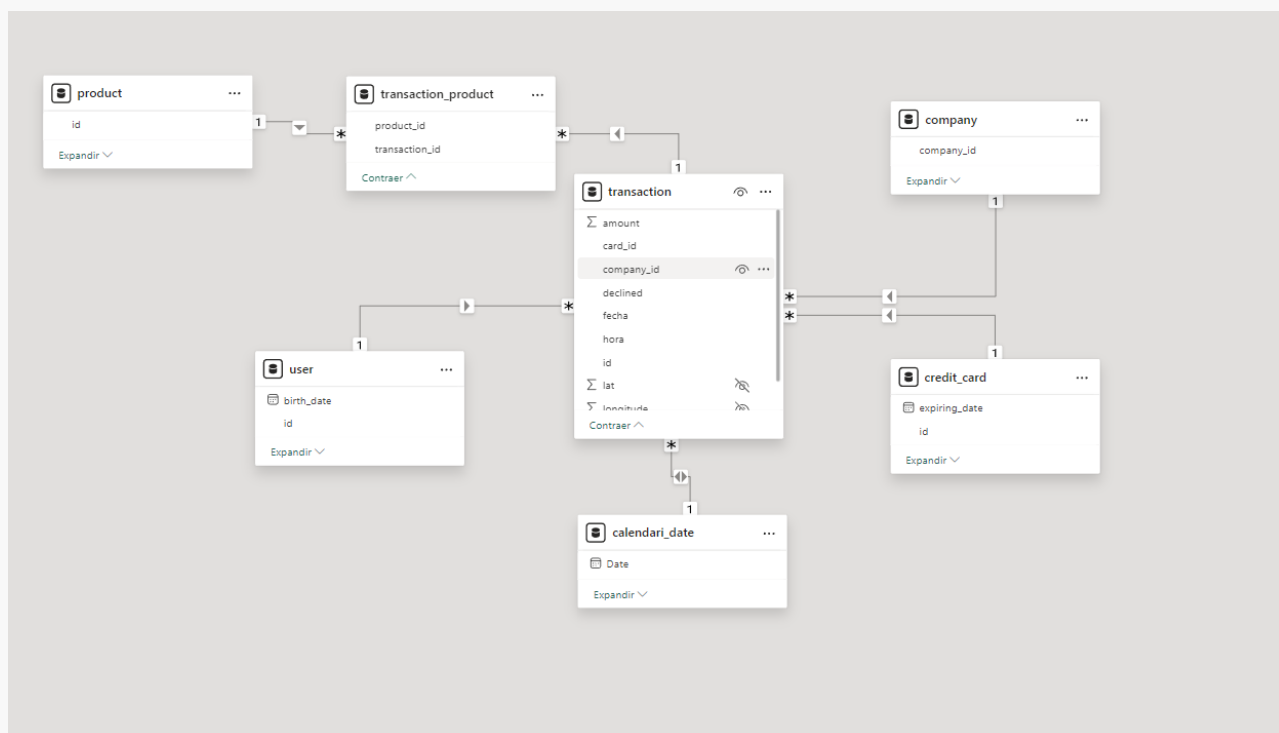 product
id
Expandir
1
*
transaction_product
product_id
transaction_id
Contraer
*
1
transaction
Σ amount
card_id
company_id
declined
fecha
hora
id
Σ lat
Σ longitude
Contraer
*
*
*
*
company
company_id
Expandir
1
1
user
birth_date
id
Expandir
1
credit_card
expiring_date
id
Expandir
1
calendari_date
Date
Expandir